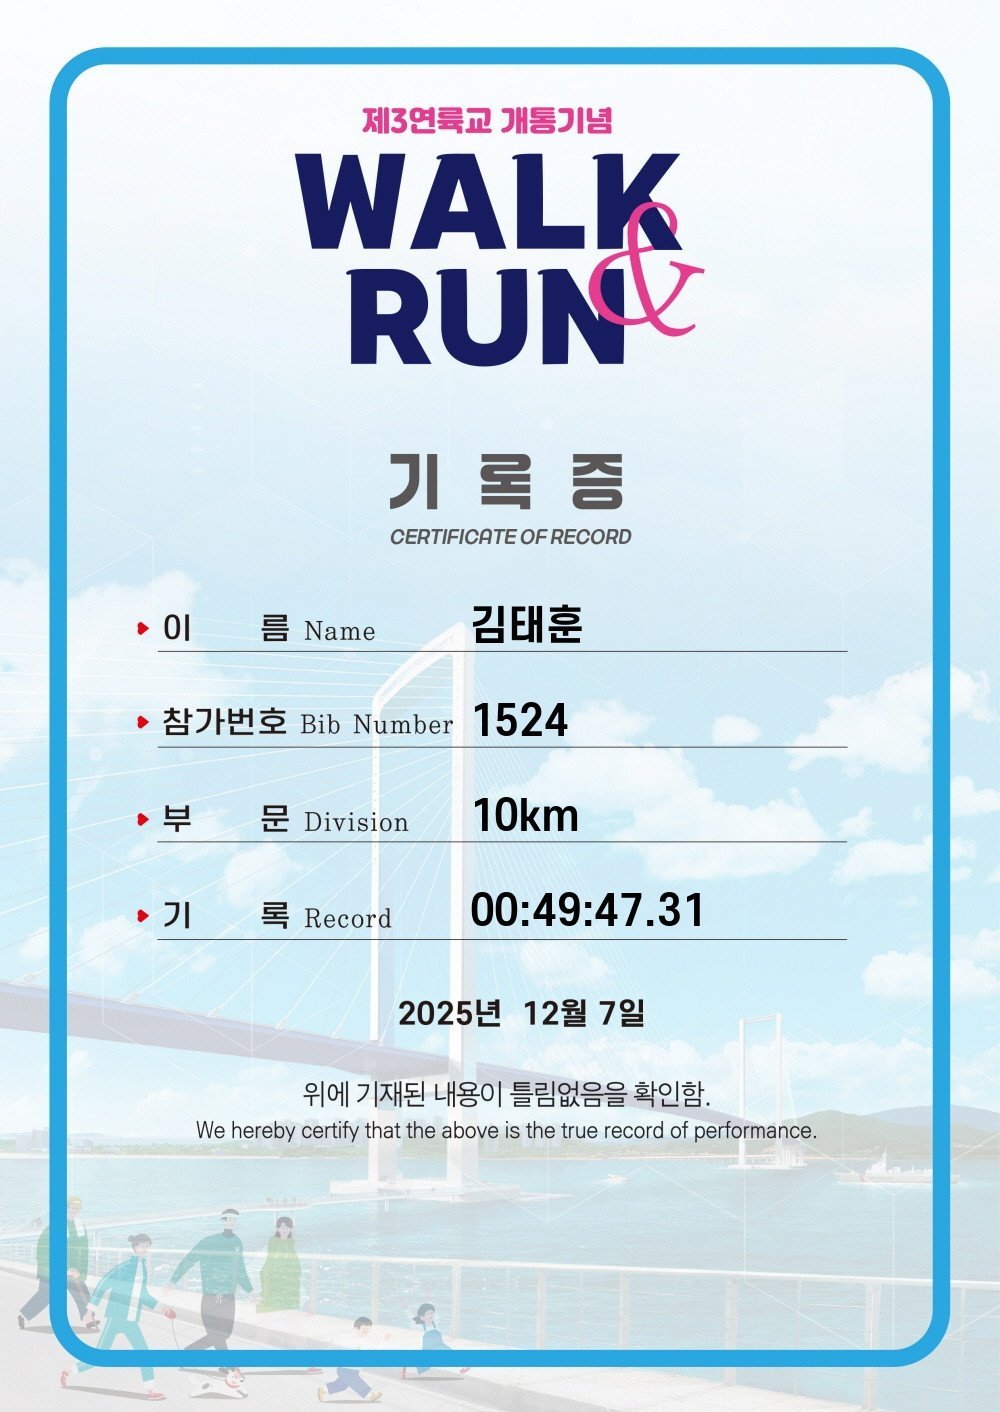 제3연륙교 개통기념
WALK &
RUN
기 록 증
CERTIFICATE OF RECORD
이 름 Name 김태훈
참가번호 Bib Number 1524
부 문 Division 10km
기 록 Record 00:49:47.31
2025년 12월 7일
위에 기재된 내용이 틀림없음을 확인함.
We hereby certify that the above is the true record of performance.